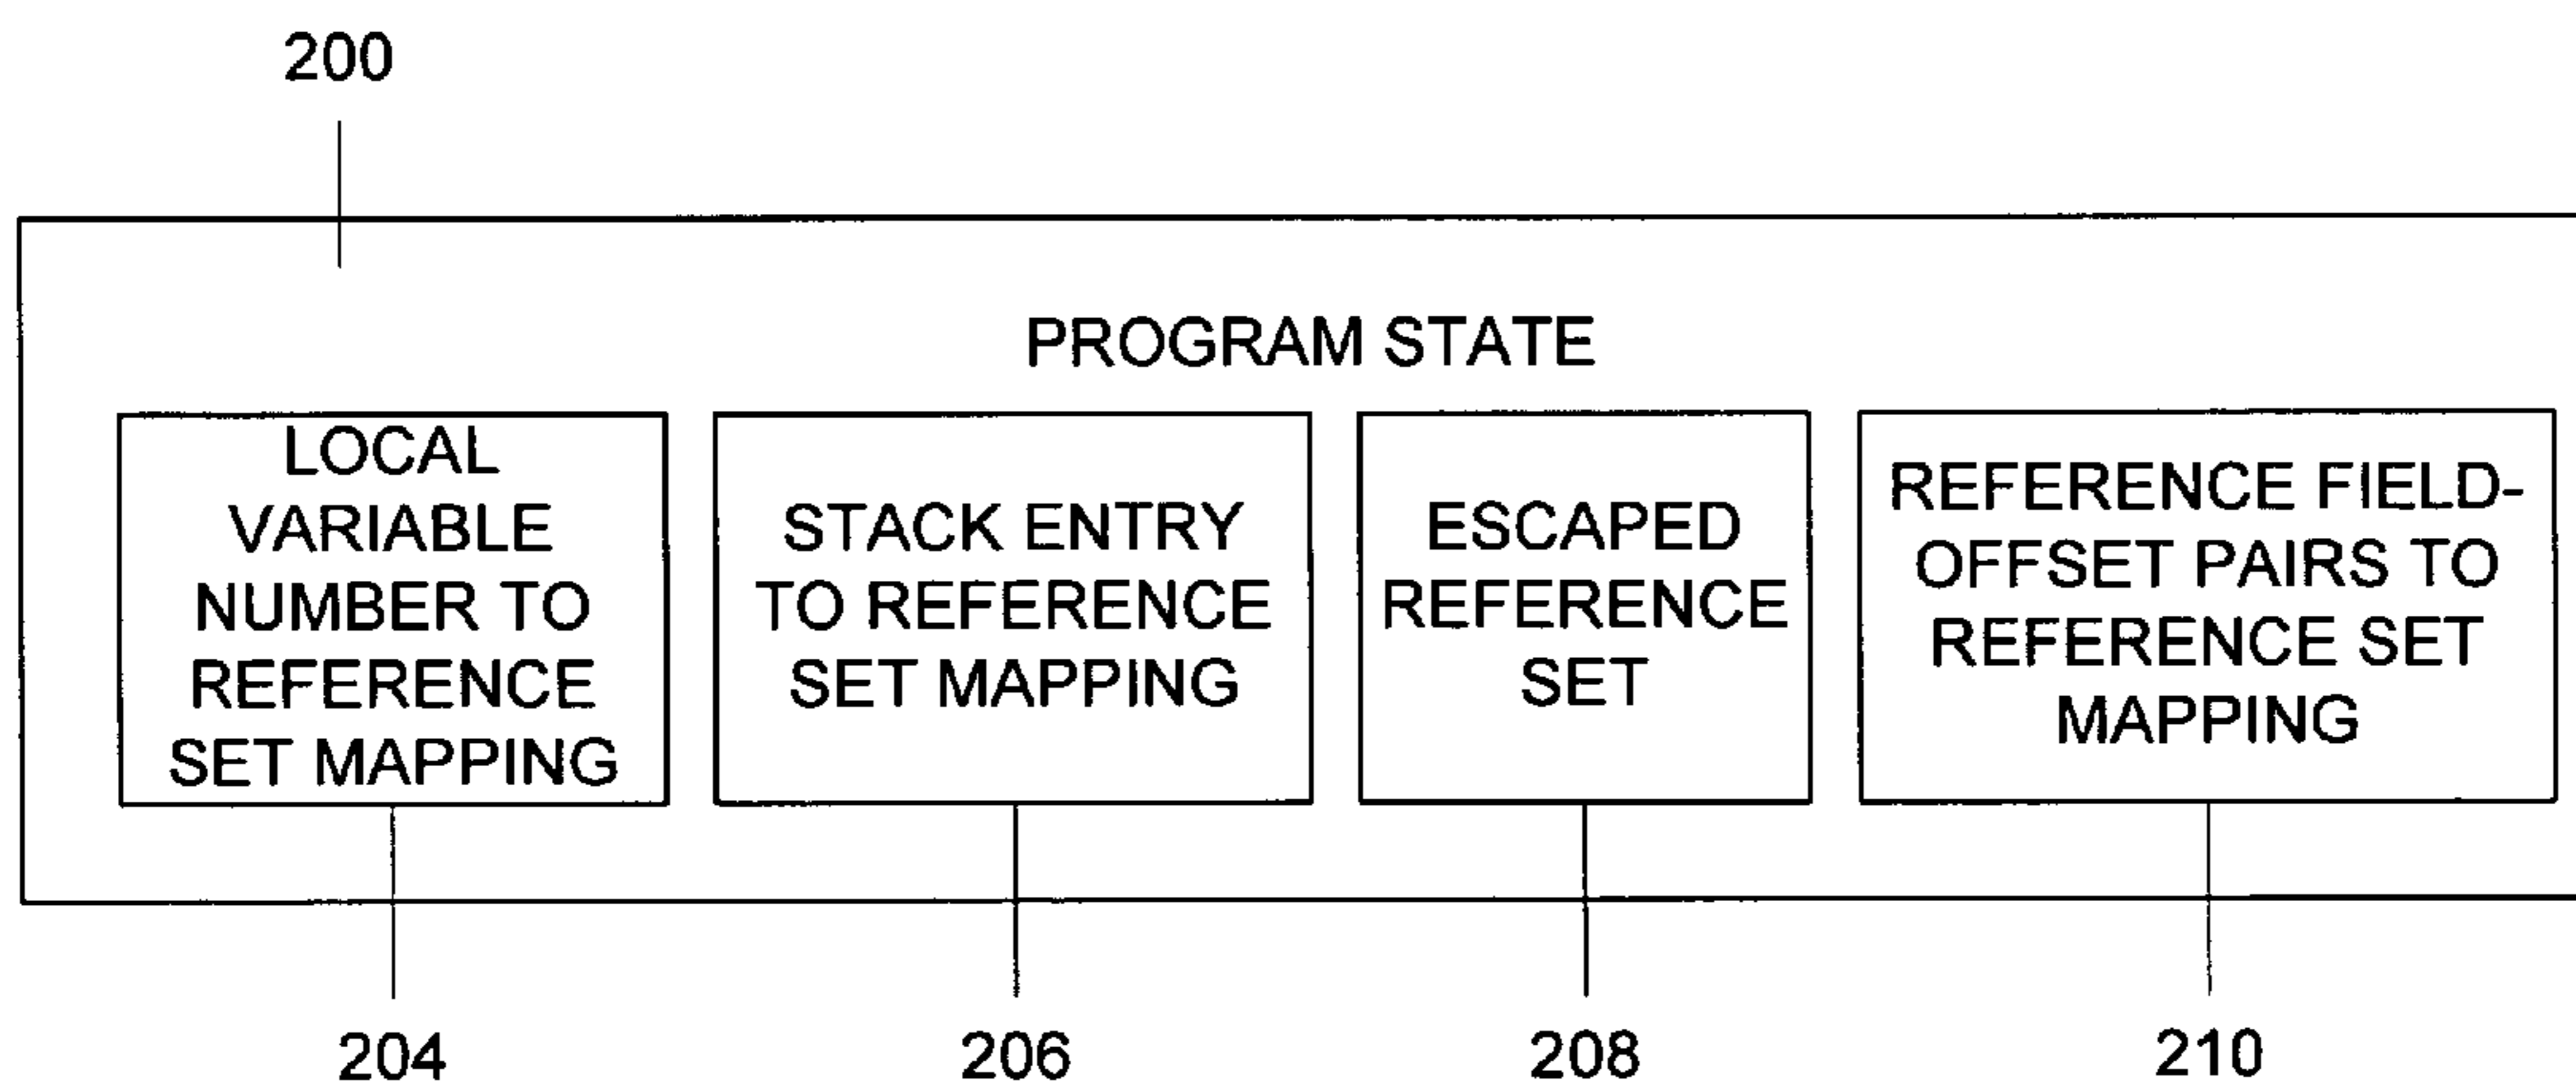 200
PROGRAM STATE
LOCAL
VARIABLE
NUMBER TO
REFERENCE
SET MAPPING
STACK ENTRY
TO REFERENCE
SET MAPPING
ESCAPED
REFERENCE
SET
REFERENCE FIELD-
OFFSET PAIRS TO
REFERENCE SET
MAPPING
204
206
208
210